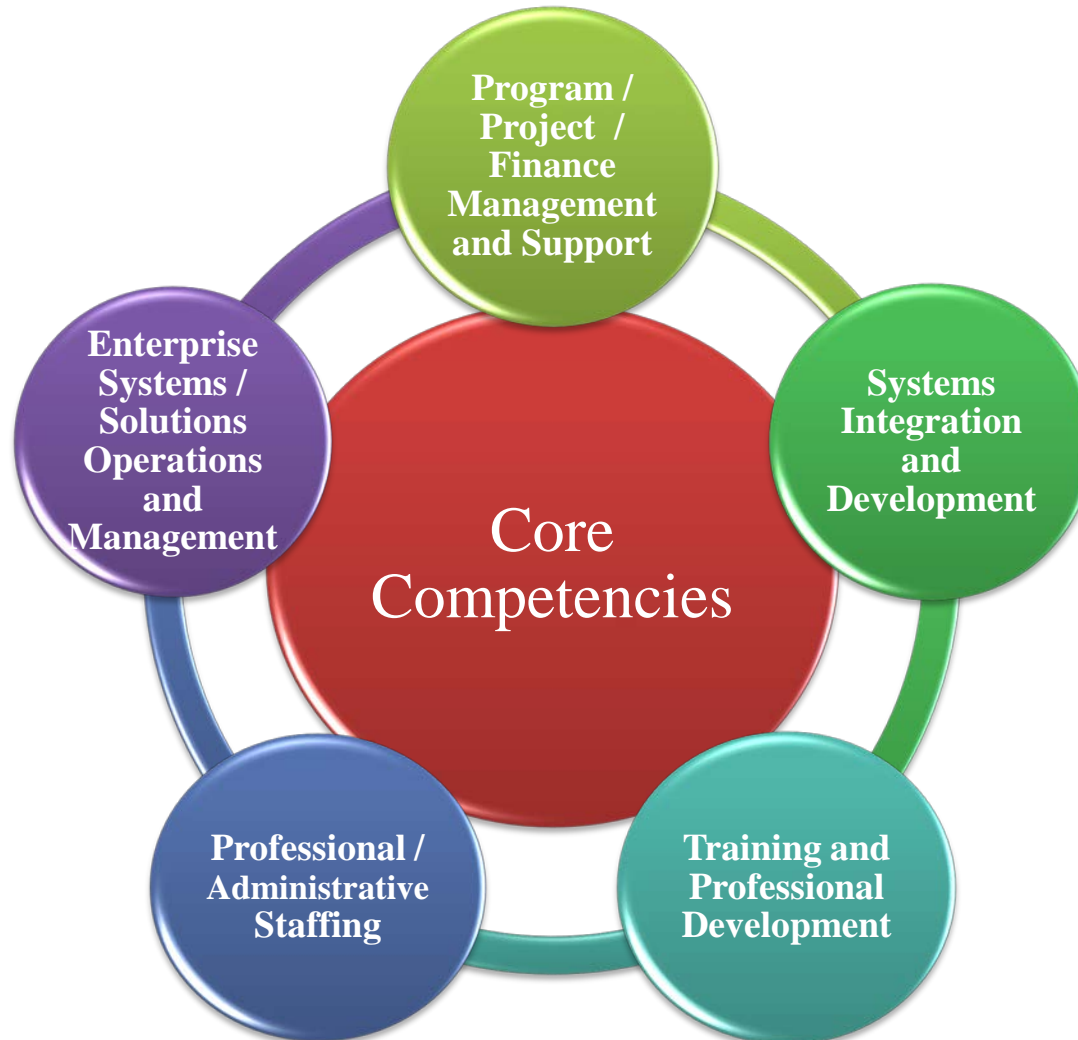 Program /
Project /
Finance
Management
and Support
Enterprise
Systems /
Solutions
Operations
and
Management
Systems
Integration
and
Development
Core
Competencies
Professional /
Administrative
Staffing
Training and
Professional
Development